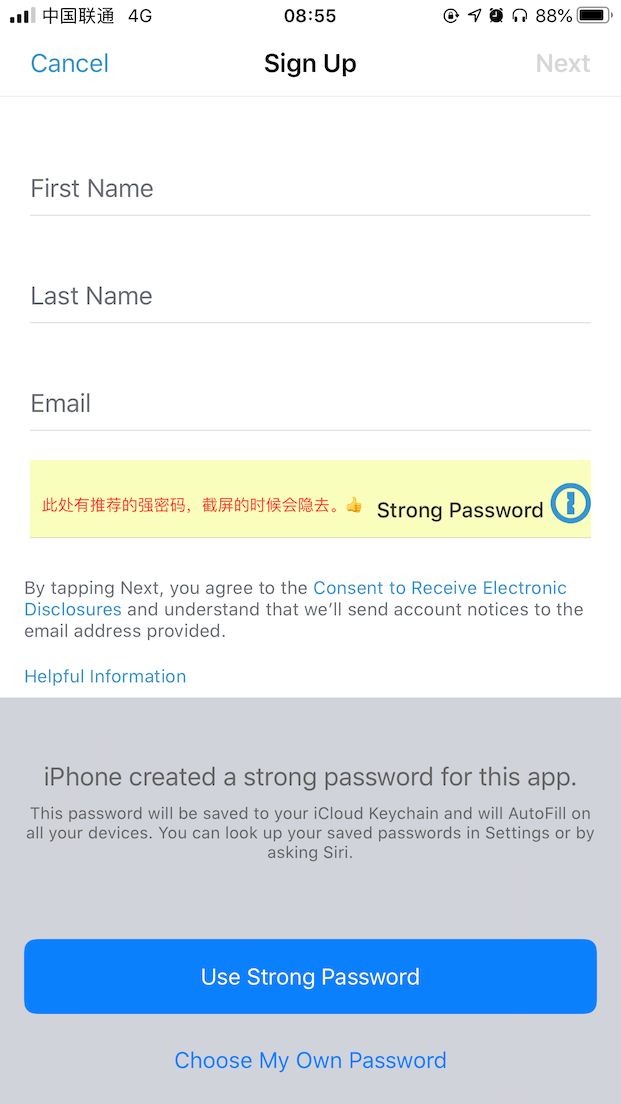 中国联通 4G 08:55 88%
Cancel Sign Up Next
First Name
Last Name
Email
此处有推荐的强密码，截屏的时候会隐去。👍 Strong Password
By tapping Next, you agree to the Consent to Receive Electronic
Disclosures and understand that we’ll send account notices to the
email address provided.
Helpful Information
iPhone created a strong password for this app.
This password will be saved to your iCloud Keychain and will AutoFill on
all your devices. You can look up your saved passwords in Settings or by
asking Siri.
Use Strong Password
Choose My Own Password